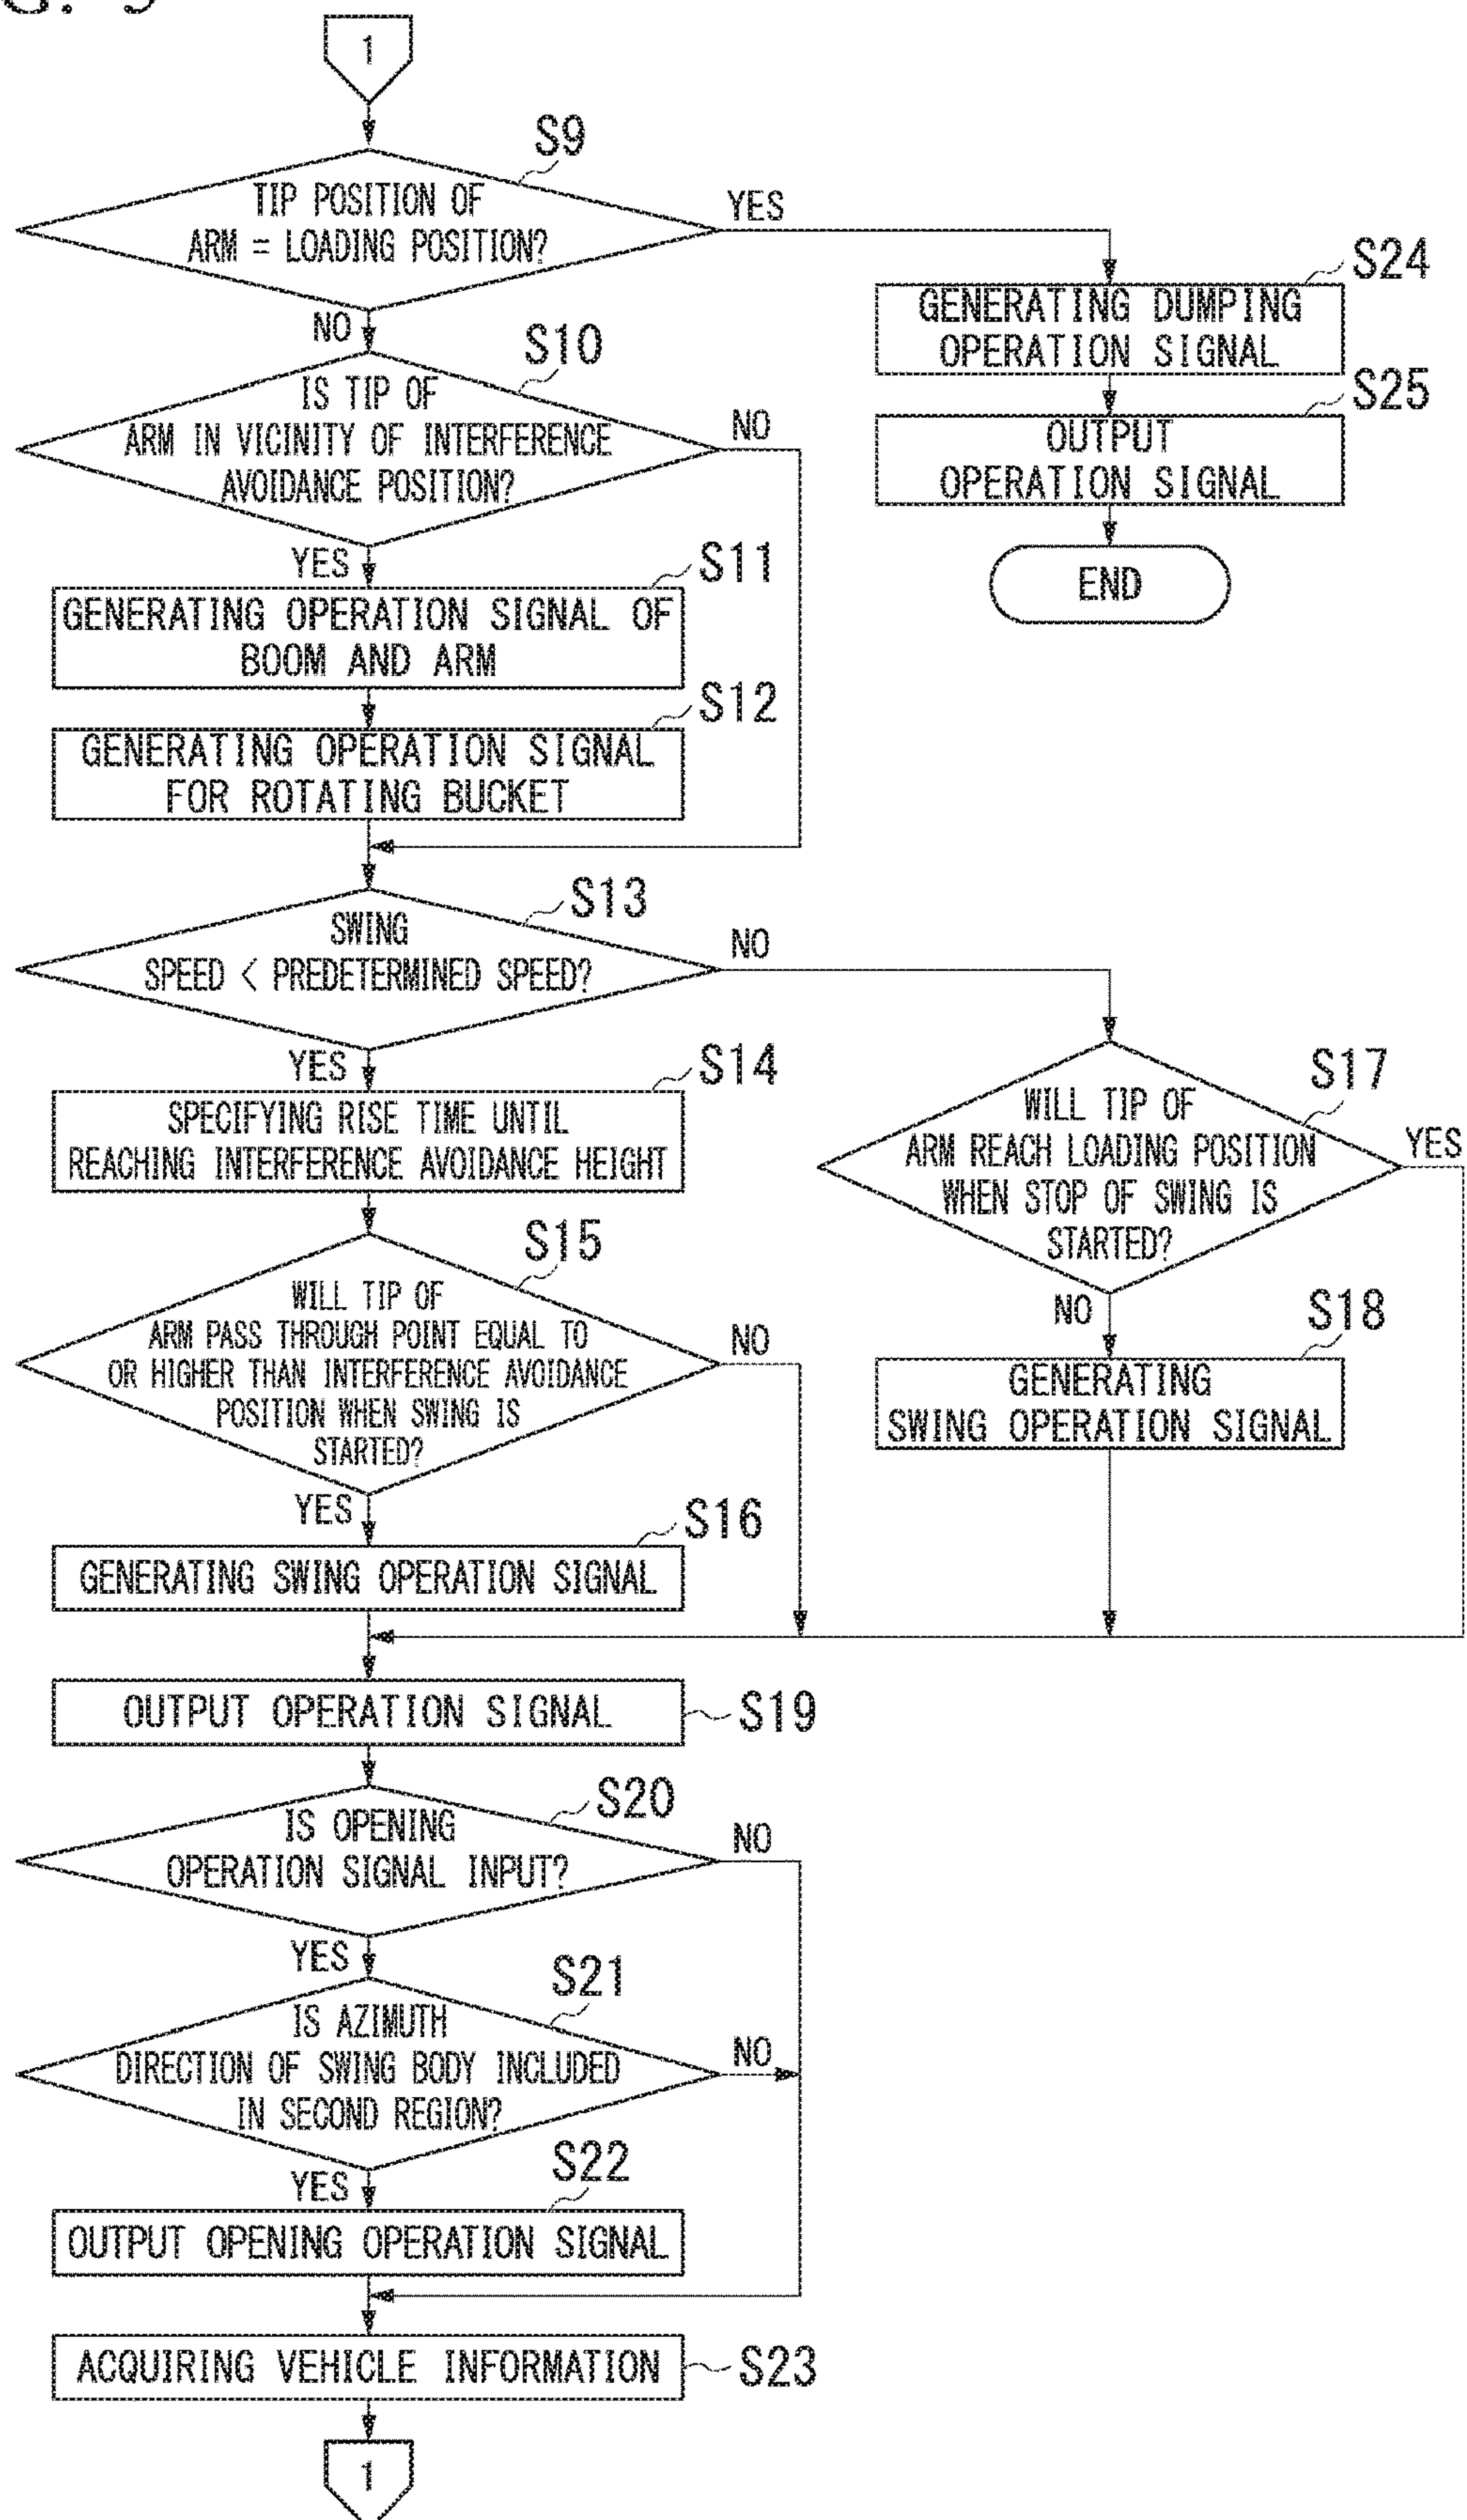 1
S9
TIP POSITION OF
ARM = LOADING POSITION?
YES
NO
S24
GENERATING DUMPING
OPERATION SIGNAL
S25
OUTPUT
OPERATION SIGNAL
END
S10
IS TIP OF
ARM IN VICINITY OF INTERFERENCE
AVOIDANCE POSITION?
NO
YES
S11
GENERATING OPERATION SIGNAL OF
BOOM AND ARM
S12
GENERATING OPERATION SIGNAL
FOR ROTATING BUCKET
S13
SWING
SPEED < PREDETERMINED SPEED?
NO
YES
S14
SPECIFYING RISE TIME UNTIL
REACHING INTERFERENCE AVOIDANCE HEIGHT
S17
WILL TIP OF
ARM REACH LOADING POSITION
WHEN STOP OF SWING IS
STARTED?
YES
NO
S18
GENERATING
SWING OPERATION SIGNAL
S15
WILL TIP OF
ARM PASS THROUGH POINT EQUAL TO
OR HIGHER THAN INTERFERENCE AVOIDANCE
POSITION WHEN SWING IS
STARTED?
NO
YES
S16
GENERATING SWING OPERATION SIGNAL
OUTPUT OPERATION SIGNAL
S19
S20
IS OPENING
OPERATION SIGNAL INPUT?
NO
YES
S21
IS AZIMUTH
DIRECTION OF SWING BODY INCLUDED
IN SECOND REGION?
NO
YES
S22
OUTPUT OPENING OPERATION SIGNAL
ACQUIRING VEHICLE INFORMATION
S23
1